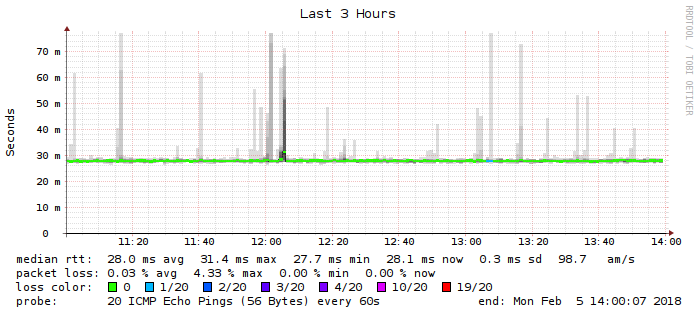 Last 3 Hours
RRDTOOL / TOBI OETIKER
Seconds
70 m
60 m
50 m
40 m
30 m
20 m
10 m
0
11:20 11:40 12:00 12:20 12:40 13:00 13:20 13:40 14:00
median rtt: 28.0 ms avg 31.4 ms max 27.7 ms min 28.1 ms now 0.3 ms sd 98.7 am/s
packet loss: 0.03 % avg 4.33 % max 0.00 % min 0.00 % now
loss color: 0 1/20 2/20 3/20 4/20 10/20 19/20
probe: 20 ICMP Echo Pings (56 Bytes) every 60s end: Mon Feb 5 14:00:07 2018